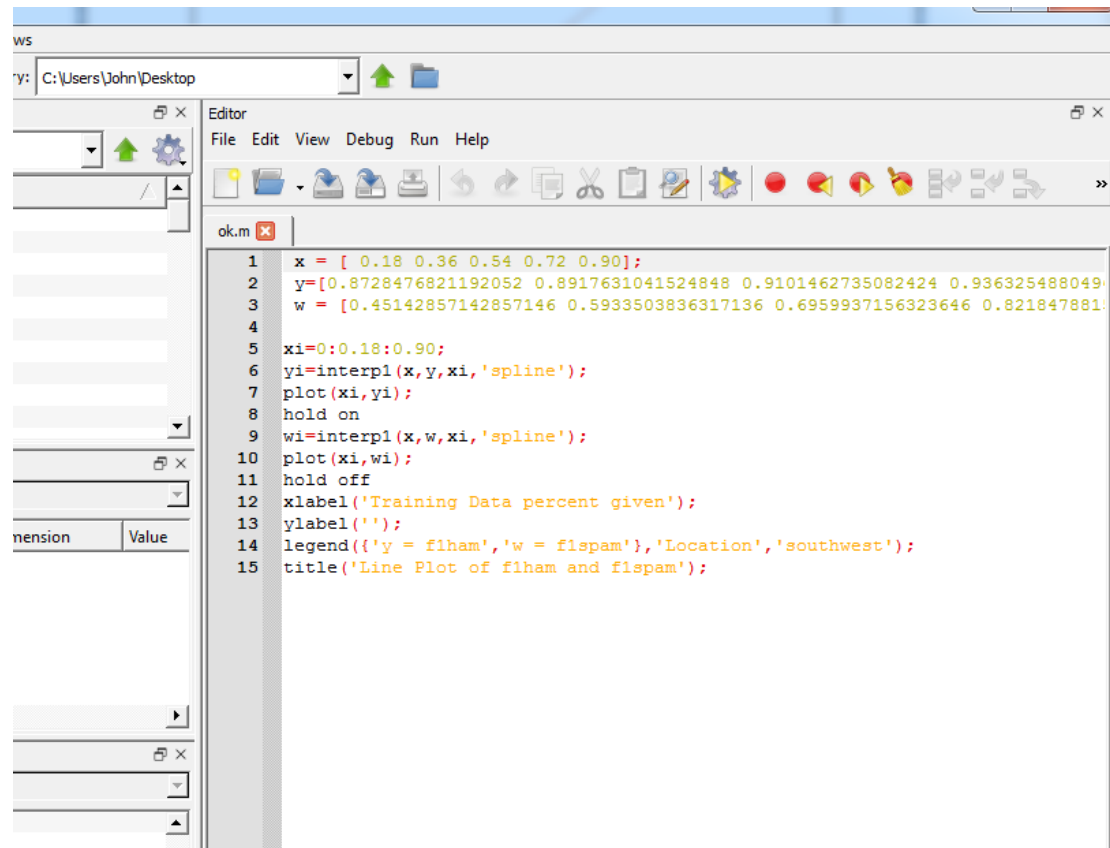 ws
ry: C:\Users\John\Desktop
Editor
File Edit View Debug Run Help
»
ok.m
1 x = [ 0.18 0.36 0.54 0.72 0.90];
2 y=[0.8728476821192052 0.8917631041524848 0.9101462735082424 0.936325488049
3 w = [0.45142857142857146 0.5933503836317136 0.6959937156323646 0.821847881
4
5 xi=0:0.18:0.90;
6 yi=interp1(x,y,xi,'spline');
7 plot(xi,yi);
8 hold on
9 wi=interp1(x,w,xi,'spline');
10 plot(xi,wi);
11 hold off
12 xlabel('Training Data percent given');
13 ylabel('');
14 legend({'y = f1ham','w = f1spam'},'Location','southwest');
15 title('Line Plot of f1ham and f1spam');
mension Value